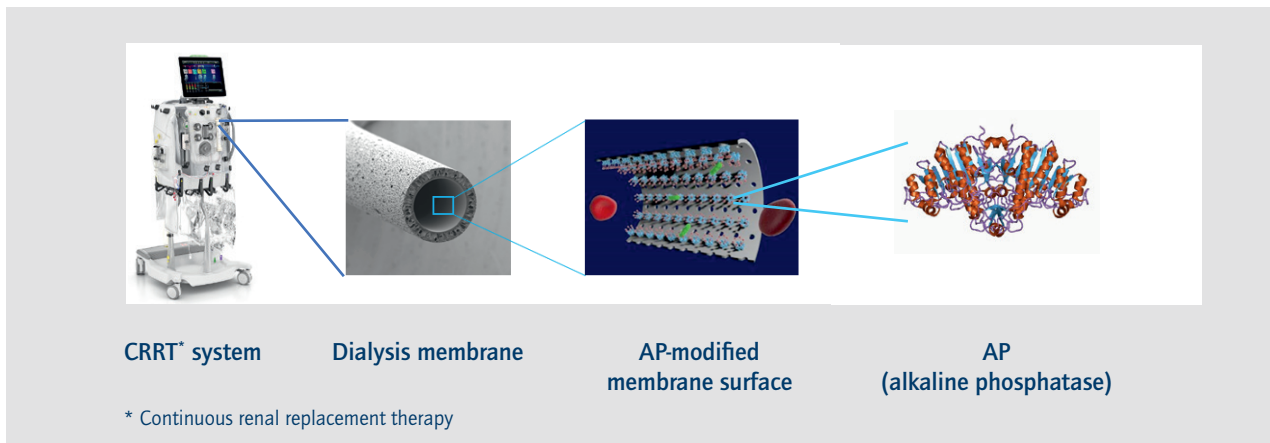 CRRT* system
Dialysis membrane
AP-modified
membrane surface
AP
(alkaline phosphatase)
* Continuous renal replacement therapy